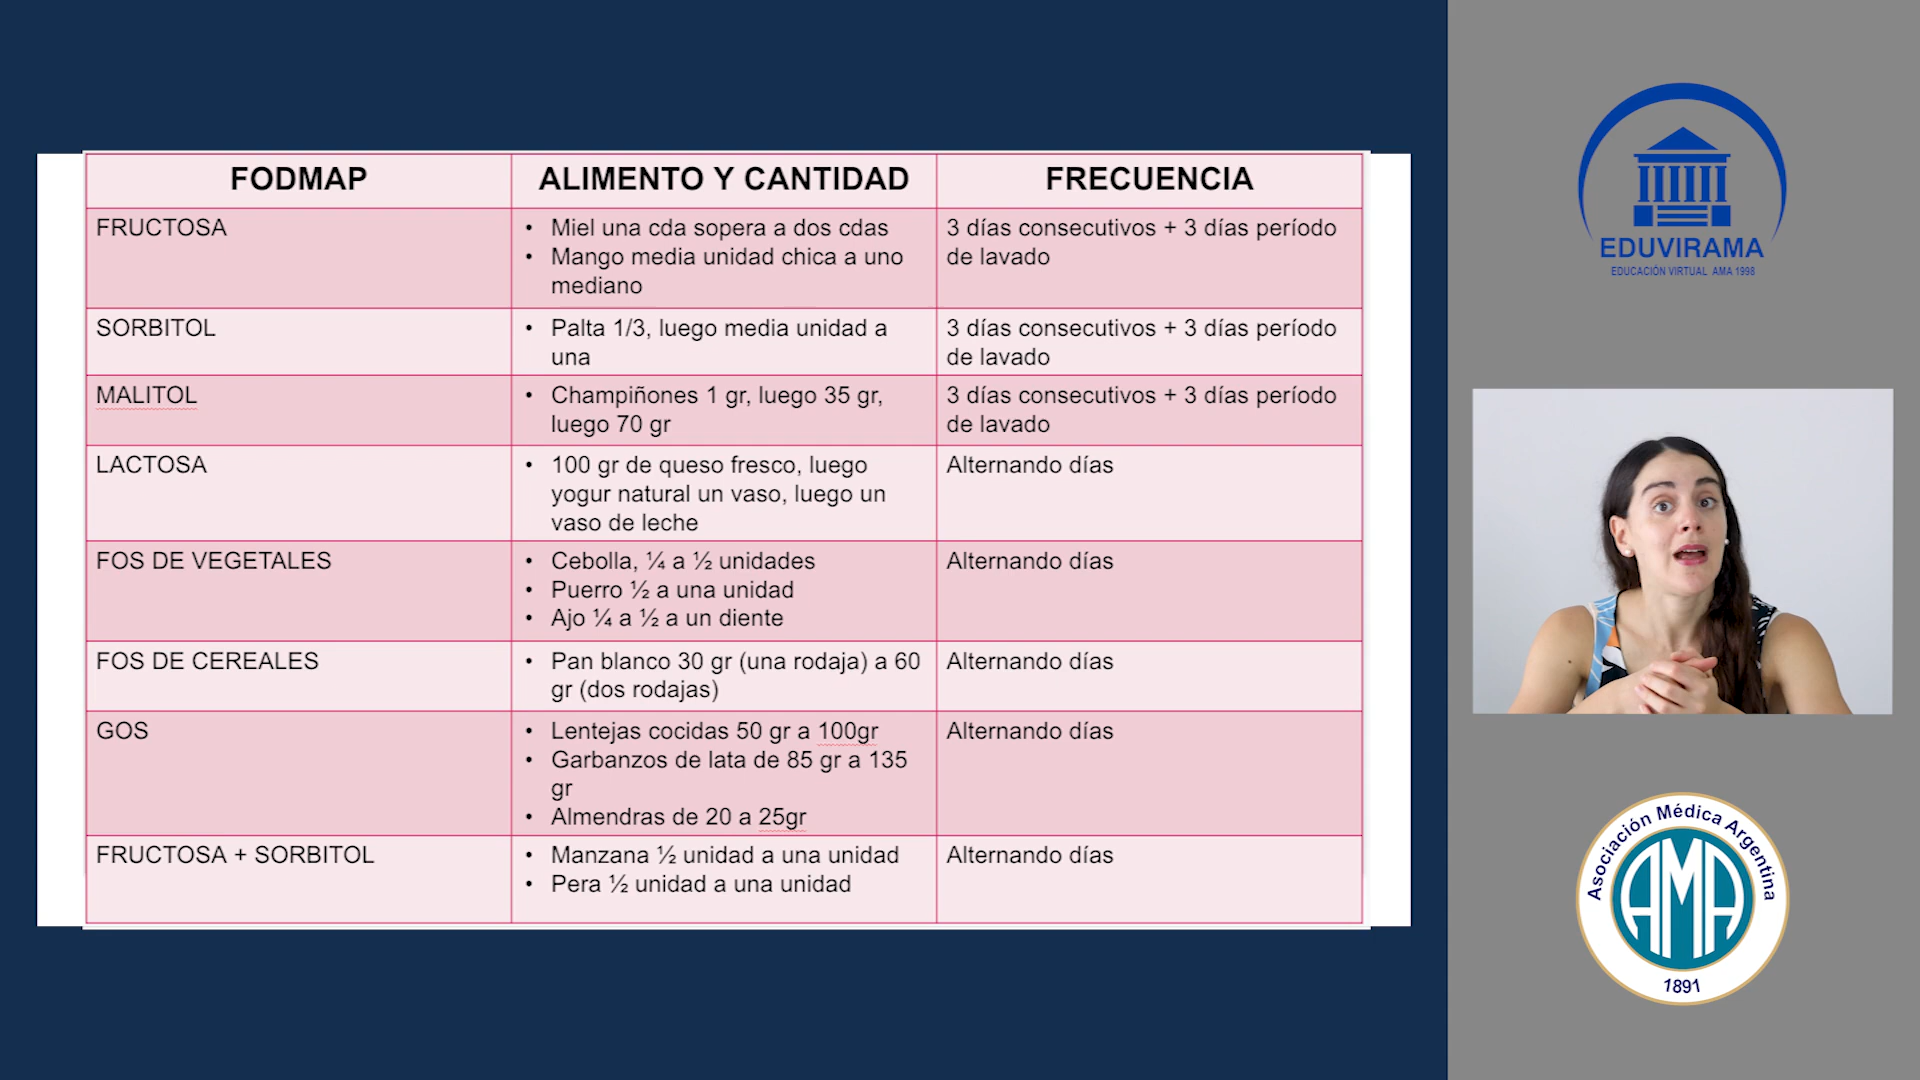 FODMAP
ALIMENTO Y CANTIDAD
FRECUENCIA
FRUCTOSA
• Miel una cda sopera a dos cdas
• Mango media unidad chica a uno
mediano
3 días consecutivos + 3 días período
de lavado
SORBITOL
• Palta 1/3, luego media unidad a
una
3 días consecutivos + 3 días período
de lavado
MALITOL
• Champiñones 1 gr, luego 35 gr,
luego 70 gr
3 días consecutivos + 3 días período
de lavado
LACTOSA
• 100 gr de queso fresco, luego
yogur natural un vaso, luego un
vaso de leche
Alternando días
FOS DE VEGETALES
• Cebolla, ¼ a ½ unidades
• Puerro ½ a una unidad
• Ajo ¼ a ½ a un diente
Alternando días
FOS DE CEREALES
• Pan blanco 30 gr (una rodaja) a 60
gr (dos rodajas)
Alternando días
GOS
• Lentejas cocidas 50 gr a 100gr
• Garbanzos de lata de 85 gr a 135
gr
• Almendras de 20 a 25gr
Alternando días
FRUCTOSA + SORBITOL
• Manzana ½ unidad a una unidad
• Pera ½ unidad a una unidad
Alternando días
EDUVIRAMA
EDUCACIÓN VIRTUAL AMA 1998
Asociación Médica Argentina
AMA
1891